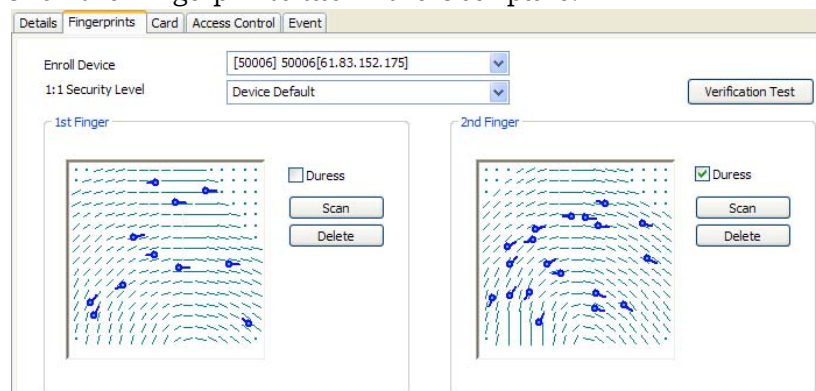 Details Fingerprints Card Access Control Event
Enroll Device [50006] 50006[61.83.152.175]
1:1 Security Level Device Default Verification Test
1st Finger 2nd Finger
Duress Duress
Scan Scan
Delete Delete